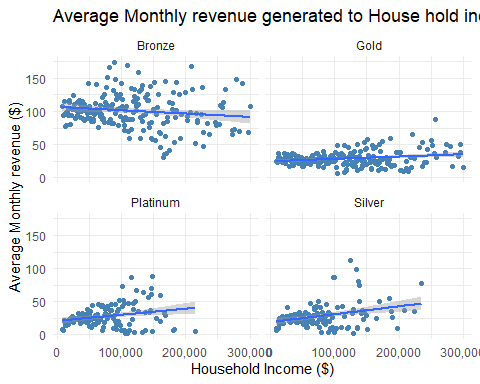 Average Monthly revenue generated to House hold in
Bronze
Gold
150
100
50
0
Platinum
Silver
150
100
50
0
0
100,000
200,000
300,000
0
100,000
200,000
300,000
Household Income ($)
Average Monthly revenue ($)